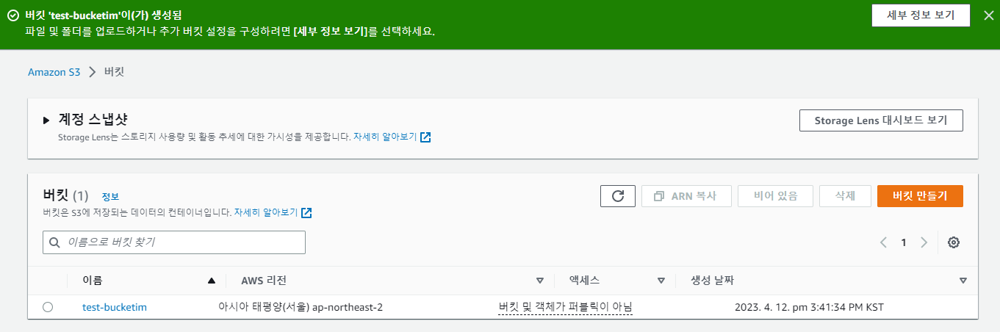 버킷 'test-bucketim'이(가) 생성됨
파일 및 폴더를 업로드하거나 추가 버킷 설정을 구성하려면 [세부 정보 보기]를 선택하세요.
세부 정보 보기
Amazon S3 > 버킷
계정 스냅샷
Storage Lens는 스토리지 사용량 및 활동 추세에 대한 가시성을 제공합니다. 자세히 알아보기
Storage Lens 대시보드 보기
버킷 (1) 정보
버킷은 S3에 저장되는 데이터의 컨테이너입니다. 자세히 알아보기
ARN 복사 비어 있음 삭제 버킷 만들기
이름으로 버킷 찾기
1
이름 AWS 리전 액세스 생성 날짜
test-bucketim 아시아 태평양(서울) ap-northeast-2 버킷 및 객체가 퍼블릭이 아님 2023. 4. 12. pm 3:41:34 PM KST